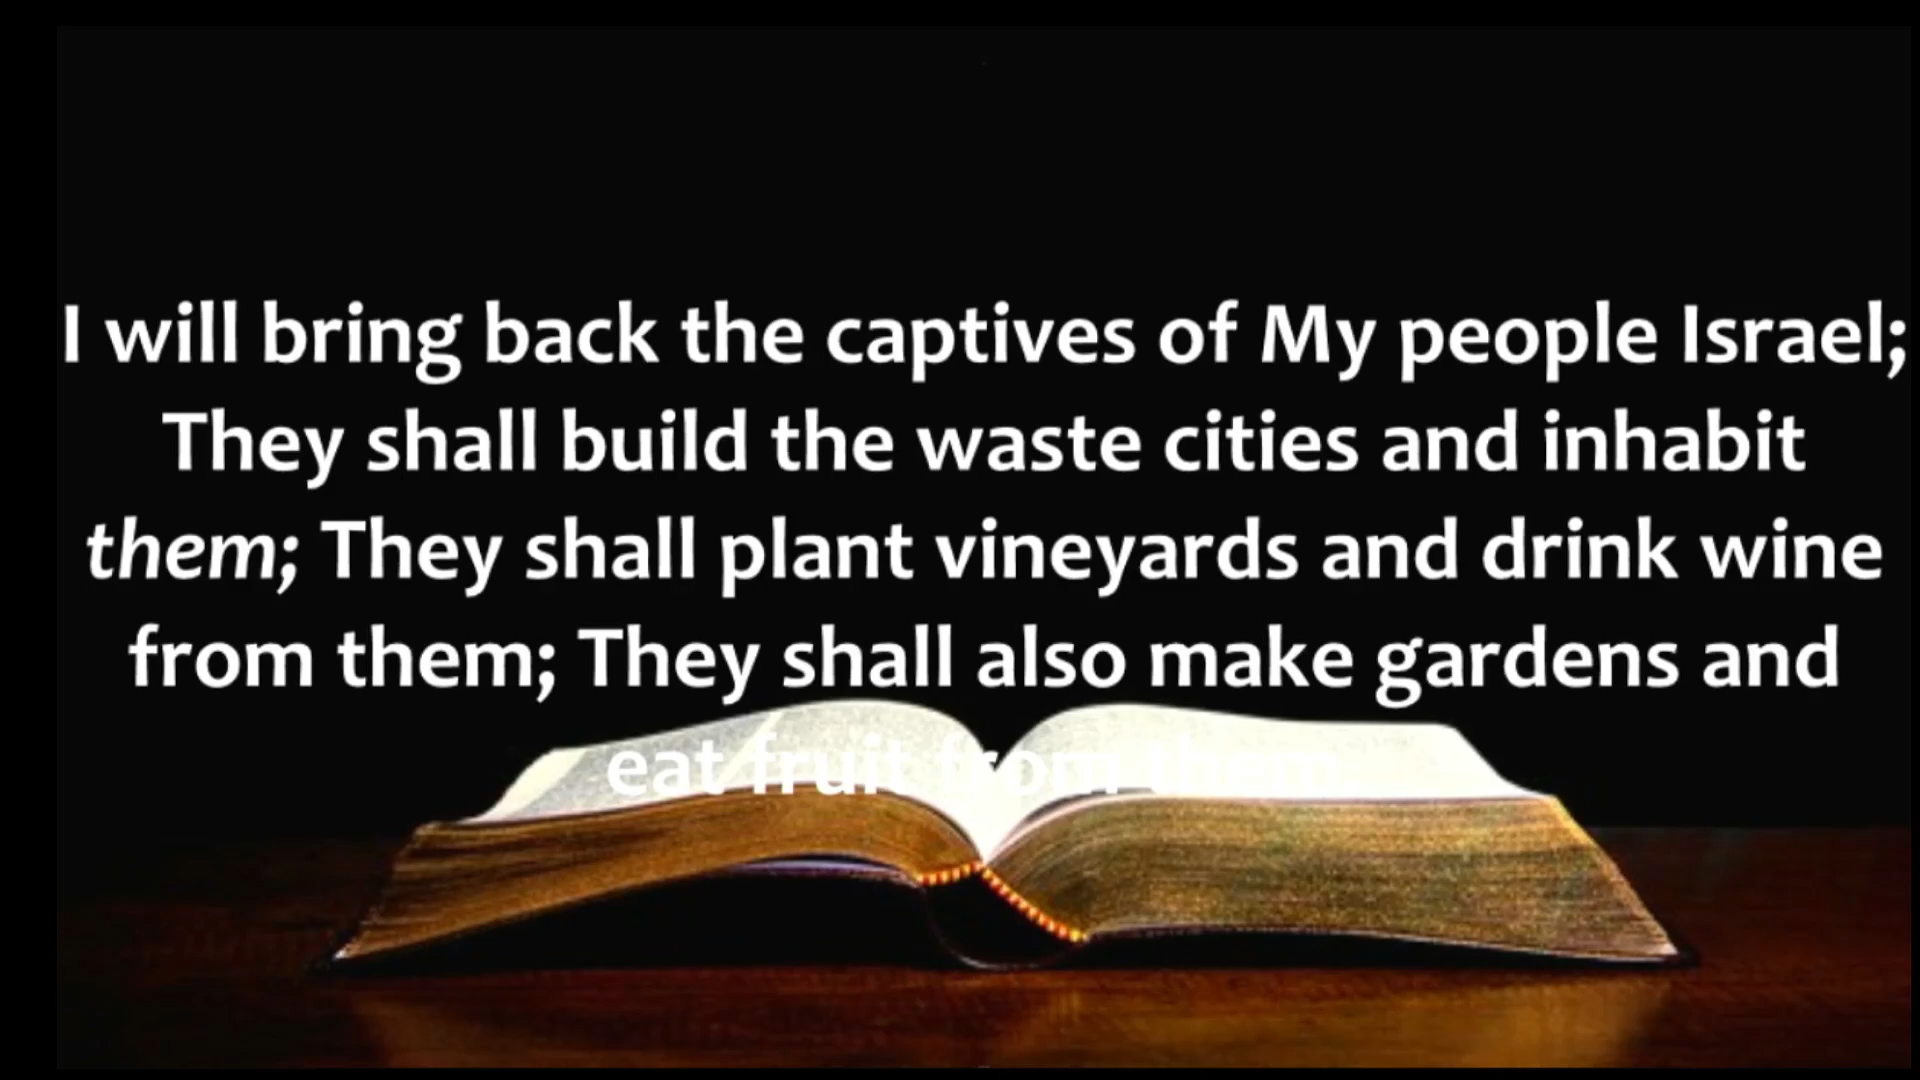 I will bring back the captives of My people Israel;
They shall build the waste cities and inhabit
them; They shall plant vineyards and drink wine
from them; They shall also make gardens and
eat fruit from them